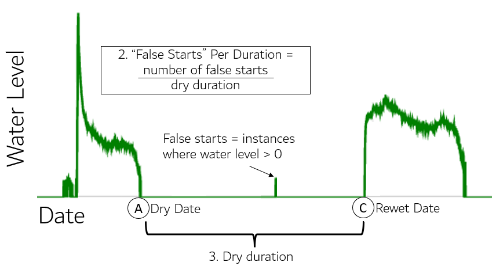 2. "False Starts" Per Duration =
number of false starts
dry duration
Water Level
False starts = instances
where water level > 0
Date
A Dry Date
C Rewet Date
3. Dry duration